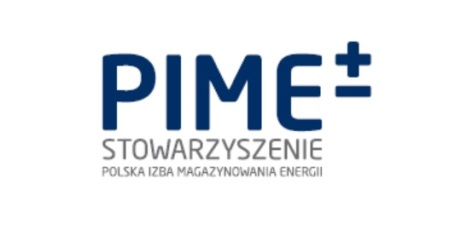 PIME±
STOWARZYSZENIE
POLSKA IZBA MAGAZYNOWANIA ENERGII